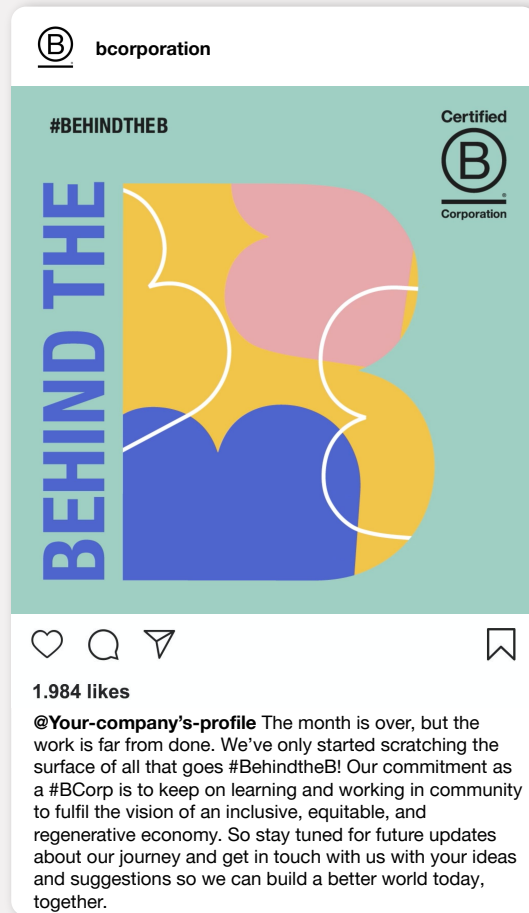 bcorporation
#BEHINDTHEB
Certified
B
®
Corporation
BEHIND THE
1.984 likes
@Your-company’s-profile The month is over, but the
work is far from done. We’ve only started scratching the
surface of all that goes #BehindtheB! Our commitment as
a #BCorp is to keep on learning and working in community
to fulfil the vision of an inclusive, equitable, and
regenerative economy. So stay tuned for future updates
about our journey and get in touch with us with your ideas
and suggestions so we can build a better world today,
together.